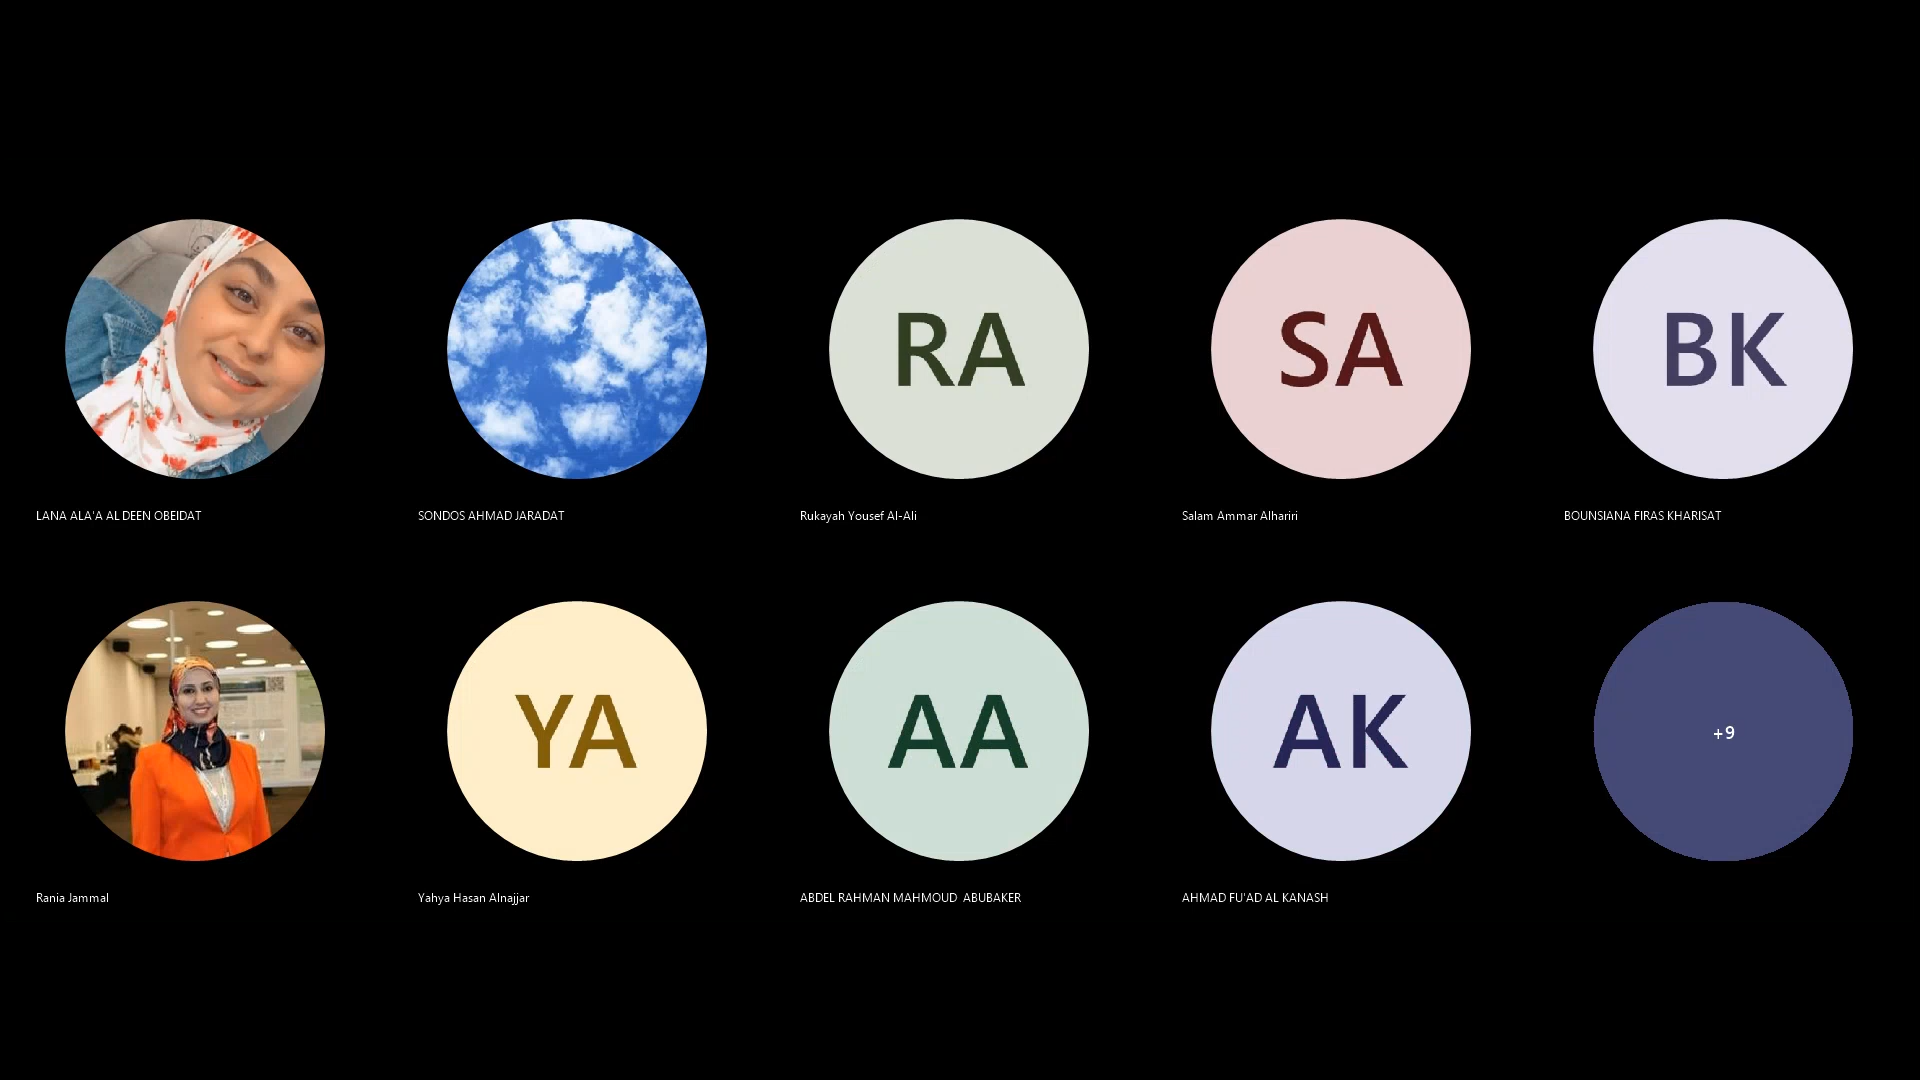 RA
SA
BK
LANA ALA'A AL DEEN OBEIDAT
SONDOS AHMAD JARADAT
Rukayah Yousef Al-Ali
Salam Ammar Alhariri
BOUNSIANA FIRAS KHARISAT
YA
AA
AK
+9
Rania Jammal
Yahya Hasan Alnajjar
ABDEL RAHMAN MAHMOUD  ABUBAKER
AHMAD FU'AD AL KANASH